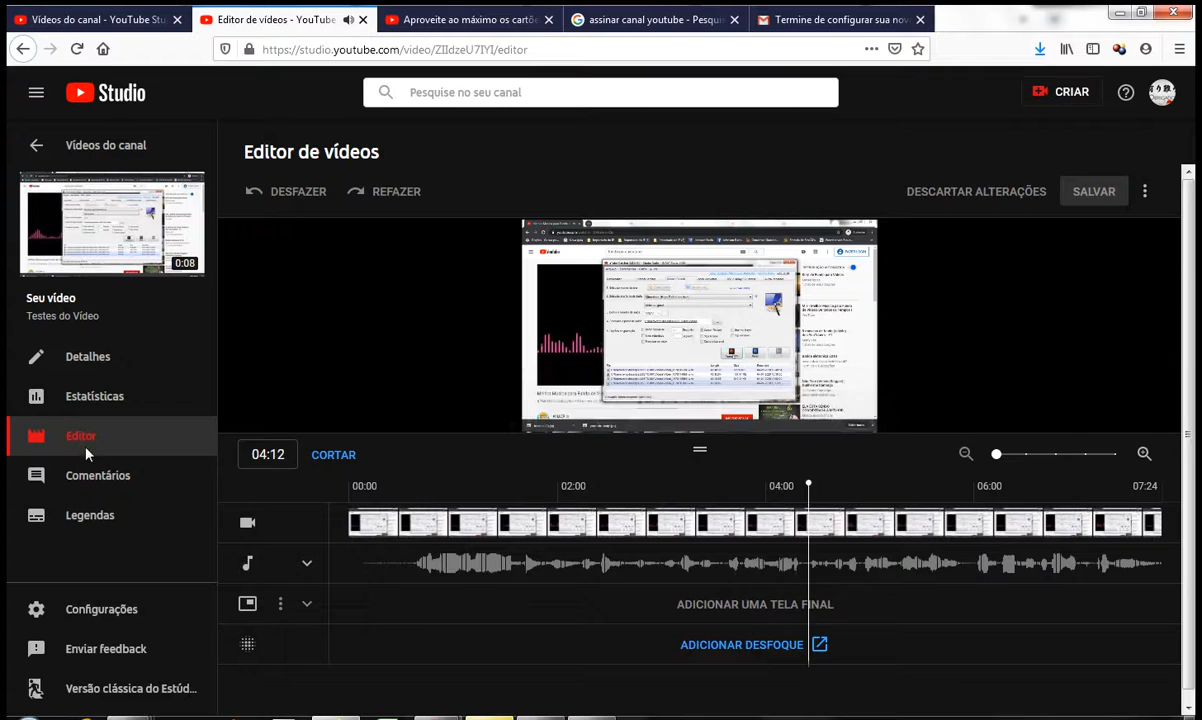 Vídeos do canal - YouTube Stu
Editor de vídeos - YouTube
Aproveite ao máximo os cartõe
assinar canal youtube - Pesqui
Termine de configurar sua nova
https://studio.youtube.com/video/ZIIdzeU7IYI/editor
Studio
Pesquise no seu canal
CRIAR
Vídeos do canal
Editor de vídeos
DESFAZER
REFAZER
DESCARTAR ALTERAÇÕES
SALVAR
0:08
Seu vídeo
Testes do Vídeo
Detalhes
Estatísticas
Editor
Comentários
Legendas
04:12
CORTAR
00:00
02:00
04:00
06:00
07:24
ADICIONAR UMA TELA FINAL
ADICIONAR DESFOQUE
Configurações
Enviar feedback
Versão clássica do Estúd...